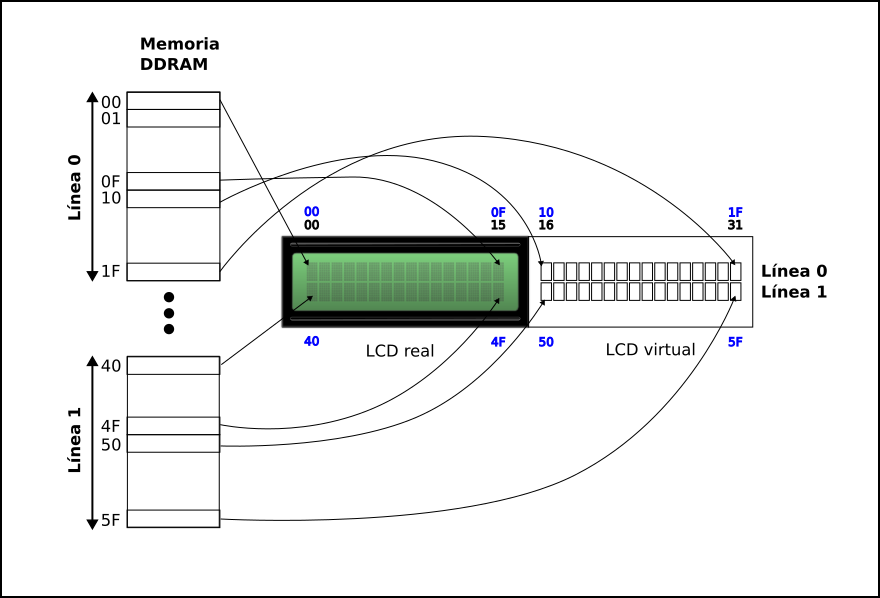 Memoria
DDRAM
Línea 0
00
01
0F
10
1F
00 0F 10 1F
00 15 16 31
Línea 0
Línea 1
40 4F 50 5F
LCD real
LCD virtual
Línea 1
40
4F
50
5F